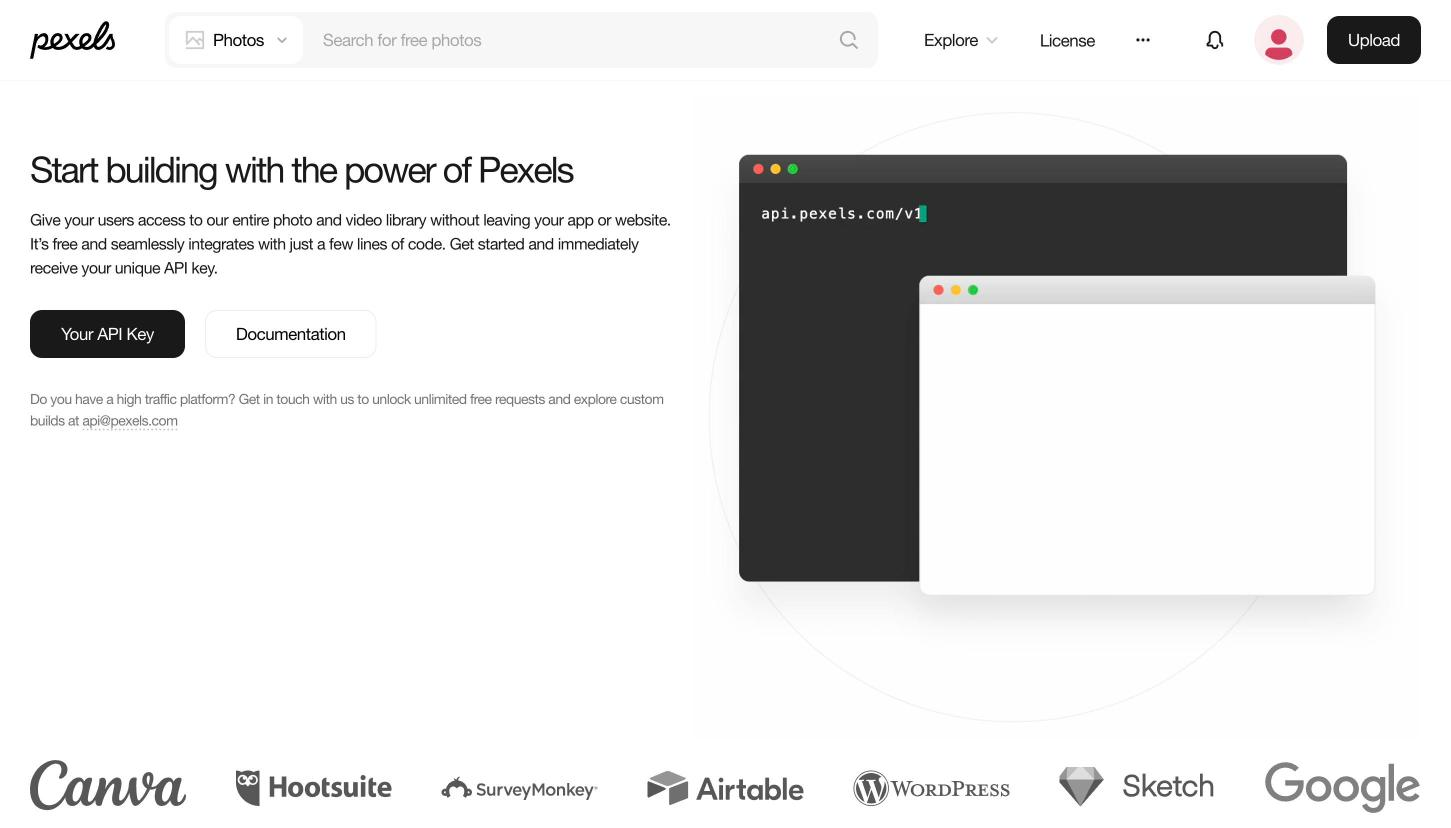 pexels
Photos
Search for free photos
Explore
License
Upload
Start building with the power of Pexels
Give your users access to our entire photo and video library without leaving your app or website.
It's free and seamlessly integrates with just a few lines of code. Get started and immediately
receive your unique API key.
Your API Key
Documentation
Do you have a high traffic platform? Get in touch with us to unlock unlimited free requests and explore custom
builds at api@pexels.com
api.pexels.com/v1
Canva
Hootsuite
SurveyMonkey
Airtable
WORDPRESS
Sketch
Google